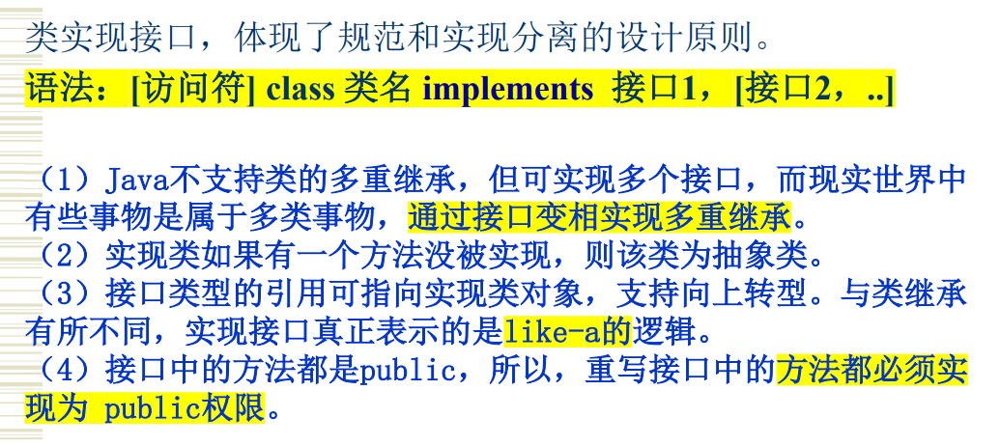 类实现接口，体现了规范和实现分离的设计原则。
语法：[访问符] class 类名 implements 接口1，[接口2，..]
（1）Java不支持类的多重继承，但可实现多个接口，而现实世界中
有些事物是属于多类事物，通过接口变相实现多重继承。
（2）实现类如果有一个方法没被实现，则该类为抽象类。
（3）接口类型的引用可指向实现类对象，支持向上转型。与类继承
有所不同，实现接口真正表示的是like-a的逻辑。
（4）接口中的方法都是public，所以，重写接口中的方法都必须实
现为 public权限。